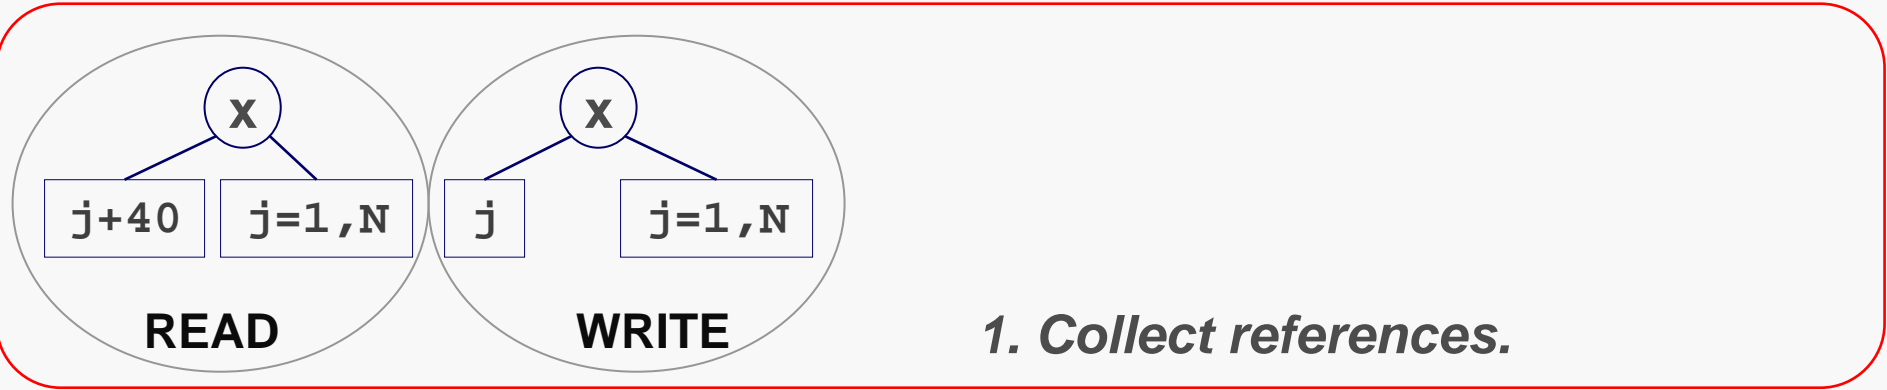 x x
j+40 j=1,N j j=1,N
READ WRITE
1. Collect references.